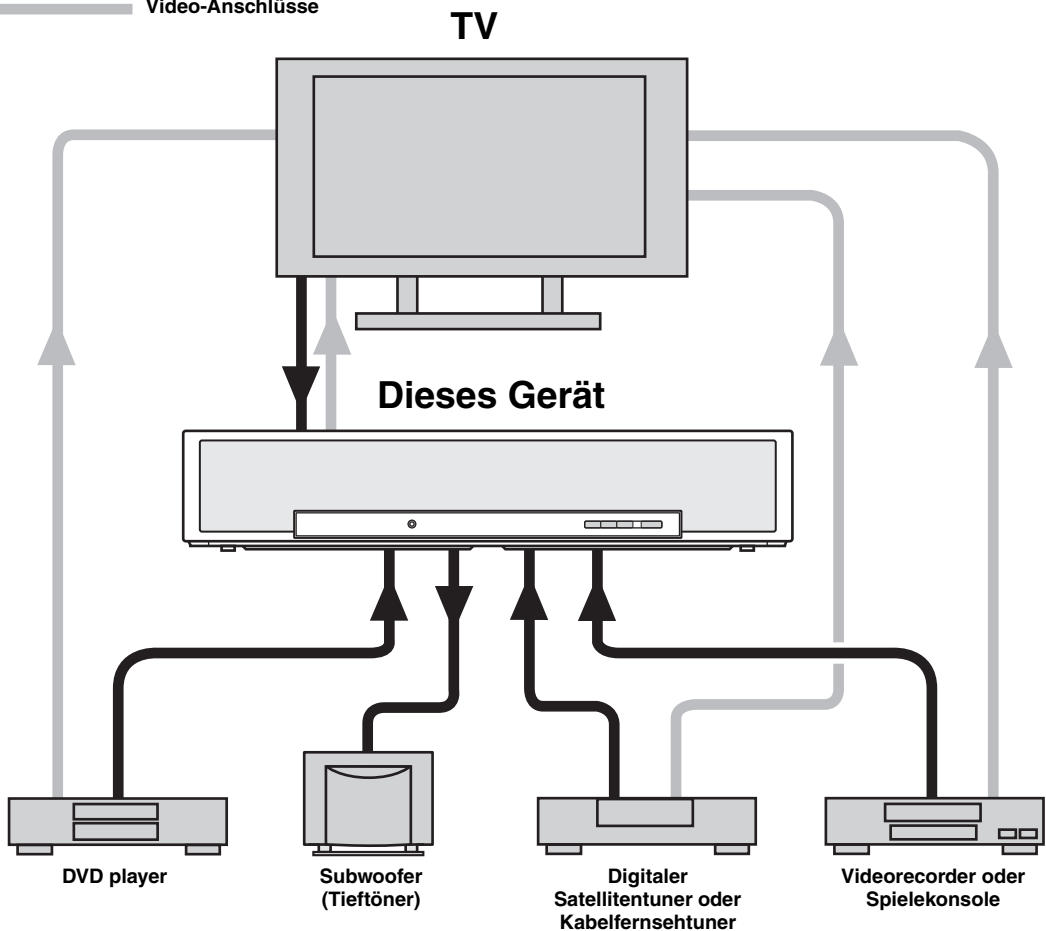 Video-Anschlüsse
TV
Dieses Gerät
DVD player
Subwoofer
(Tieftöner)
Digitaler
Satellitentuner oder
Kabelfernsehtuner
Videorecorder oder
Spielekonsole